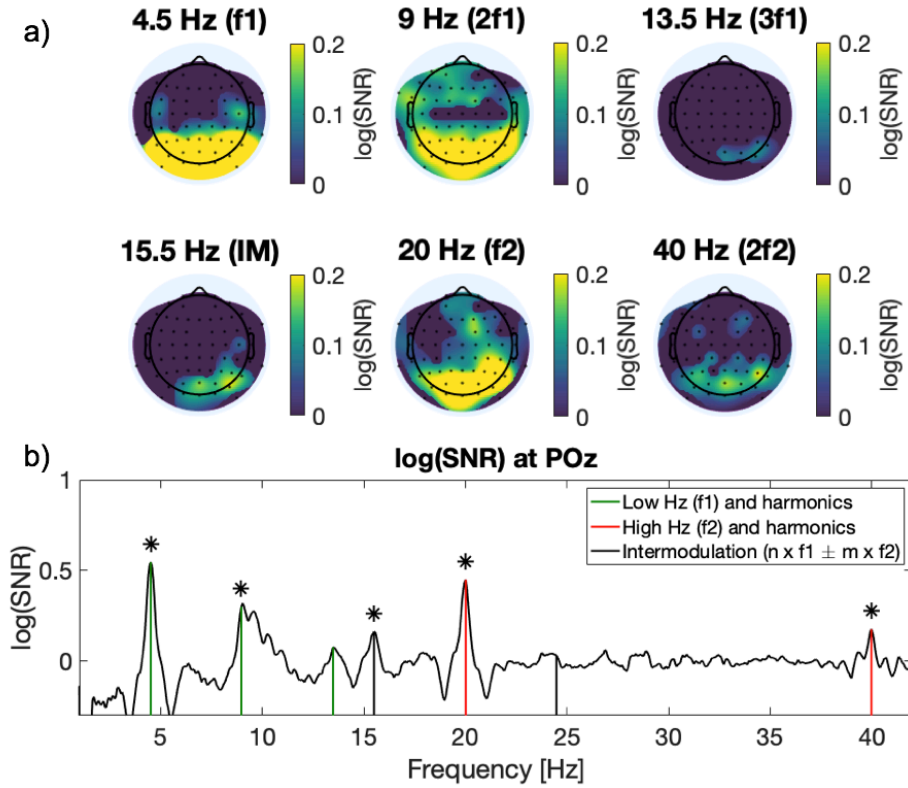 a)
4.5 Hz (f1)
0.2
0.1
0
log(SNR)
9 Hz (2f1)
0.2
0.1
0
log(SNR)
13.5 Hz (3f1)
0.2
0.1
0
log(SNR)
15.5 Hz (IM)
0.2
0.1
0
log(SNR)
20 Hz (f2)
0.2
0.1
0
log(SNR)
40 Hz (2f2)
0.2
0.1
0
log(SNR)
b)
log(SNR) at POz
1
0.5
0
log(SNR)
Low Hz (f1) and harmonics
High Hz (f2) and harmonics
Intermodulation (n x f1 ± m x f2)
*
*
*
*
*
5 10 15 20 25 30 35 40
Frequency [Hz]